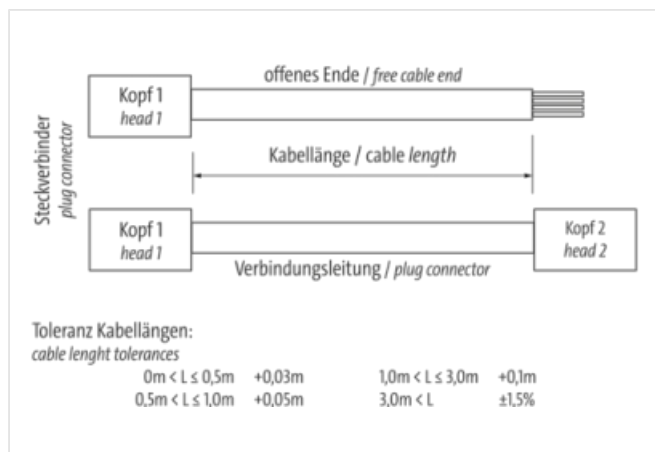 offenes Ende / free cable end
Kopf 1
head 1
Steckverbinder
plug connector
Kabellänge / cable length
Kopf 1
head 1
Kopf 2
head 2
Verbindungsleitung / plug connector
Toleranz Kabellängen:
cable lenght tolerances
0m < L ≤ 0,5m +0,03m 1,0m < L ≤ 3,0m +0,1m
0.5m < L ≤ 1,0m +0,05m 3,0m < L ±1,5%